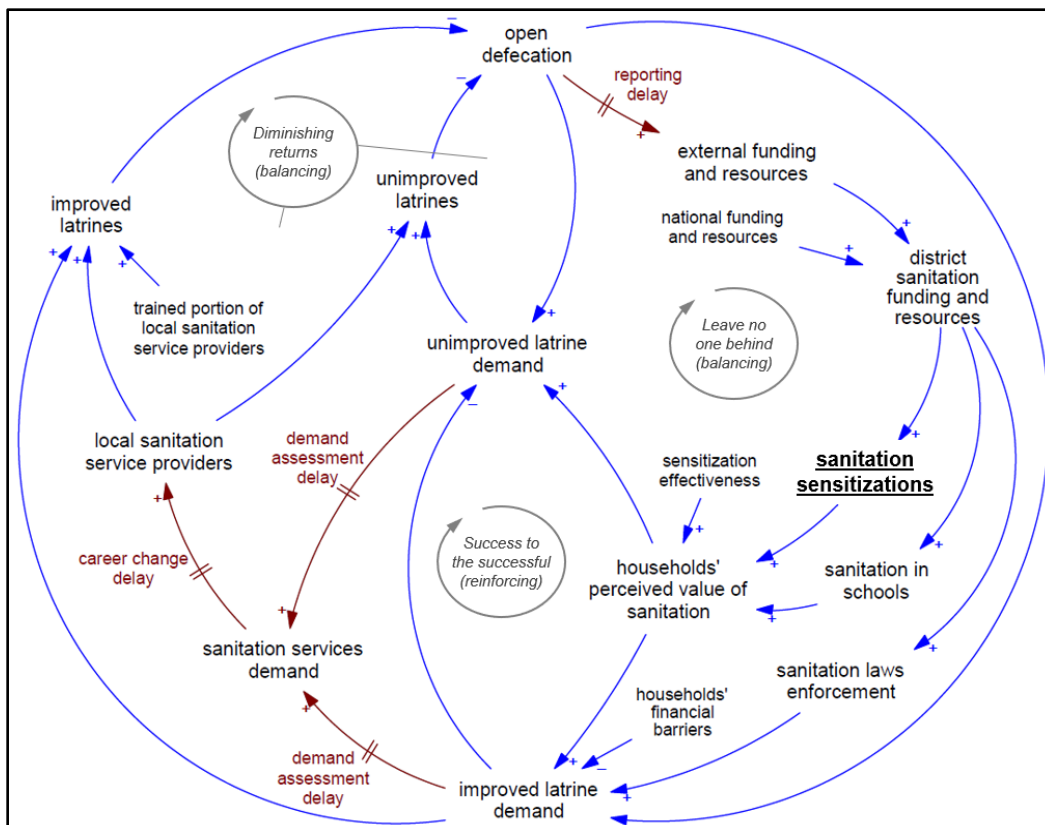 open
defecation
reporting
delay
Diminishing
returns
(balancing)
external funding
and resources
unimproved
latrines
improved
latrines
national funding
and resources
district
sanitation
funding and
resources
trained portion of
local sanitation
service providers
Leave no
one behind
(balancing)
unimproved latrine
demand
local sanitation
service providers
demand
assessment
delay
sensitization
effectiveness
sanitation
sensitizations
career change
delay
Success to
the successful
(reinforcing)
households'
perceived value of
sanitation
sanitation in
schools
sanitation services
demand
sanitation laws
enforcement
households'
financial
barriers
demand
assessment
delay
improved latrine
demand